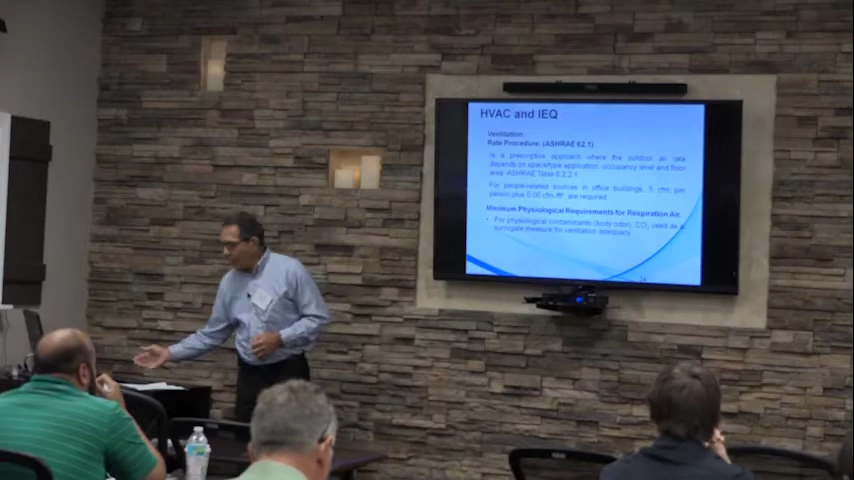 HVAC and IEQ
Ventilation:
Rate Procedure: (ASHRAE 62.1)
Is a prescriptive approach where the outdoor air rate
depends on space type application, occupancy level and floor
area. ASHRAE Table 6.2.2.1
For people-related sources in office buildings, 5 cfm per
person plus 0.06 cfm /ft², are required.
Minimum Physiological Requirements for Respiration Air.
• For physiological contaminants (body odor), CO₂ used as a
surrogate measure for ventilation adequacy.